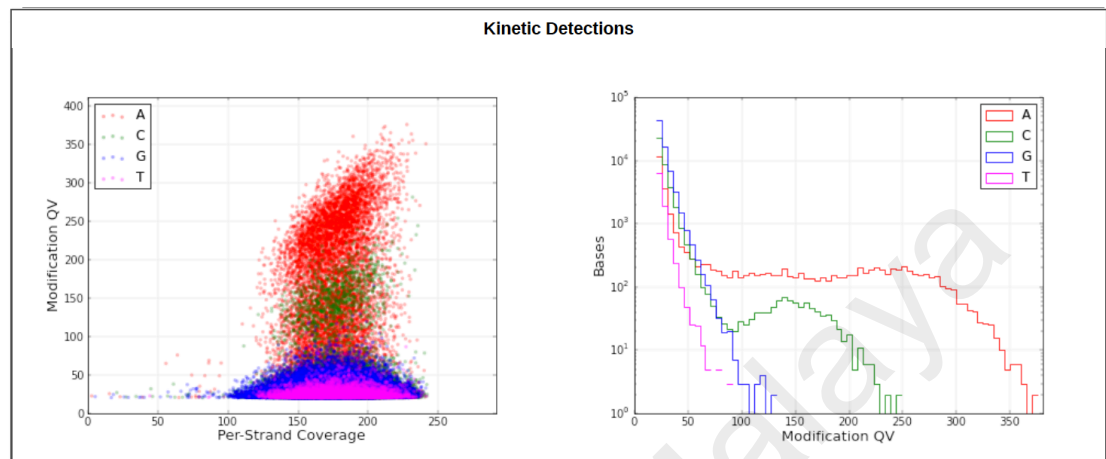 Kinetic Detections
400
350
300
250
200
150
100
50
0
Modification QV
A
C
G
T
0 50 100 150 200 250
Per-Strand Coverage
10^5
10^4
10^3
10^2
10^1
10^0
Bases
A
C
G
T
0 50 100 150 200 250 300 350
Modification QV
alaya